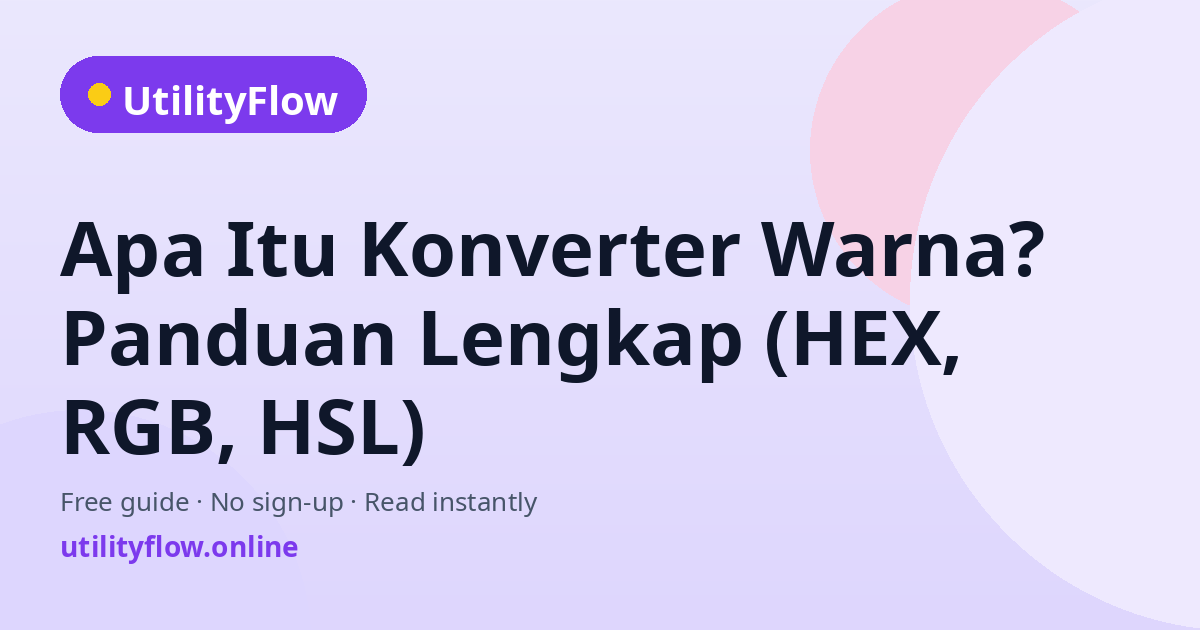 UtilityFlow
Apa Itu Konverter Warna?
Panduan Lengkap (HEX,
RGB, HSL)
Free guide · No sign-up · Read instantly
utilityflow.online